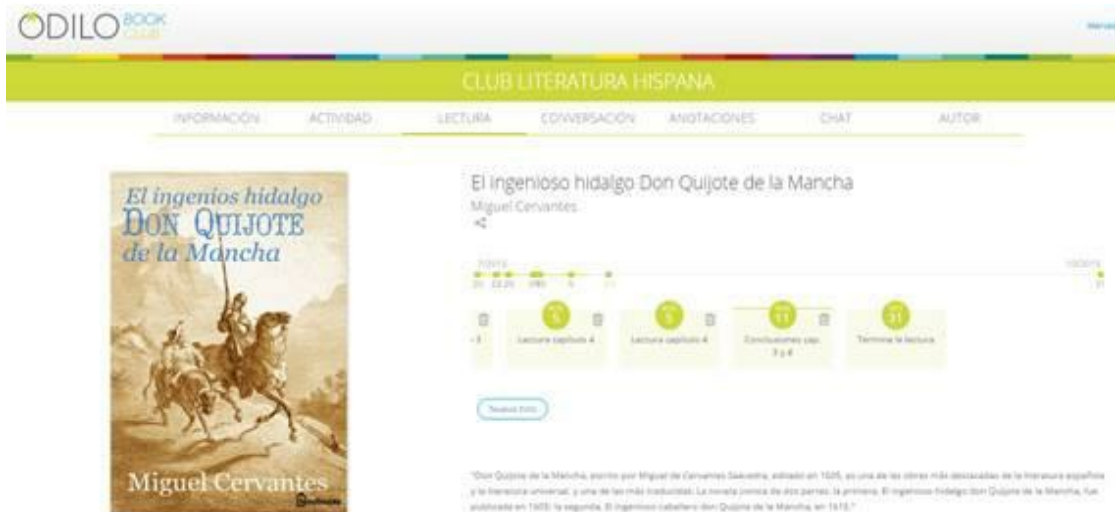 ODILO BOOK
CLUB
CLUB LITERATURA HISPANA
INFORMACIÓN ACTIVIDAD LECTURA CONVERSACIÓN ANOTACIONES CHAT AUTOR
El ingenios hidalgo
DON QUIJOTE
de la Mancha
Miguel Cervantes
El ingenioso hidalgo Don Quijote de la Mancha
Miguel Cervantes
5 5 11 31
Lectura capítulo 4 Lectura capítulo 4 Conclusiones cap. Termina la lectura
3 y 4
"Don Quijote de la Mancha, escrito por Miguel de Cervantes Saavedra, editado en 1605, es una de las obras más destacadas de la literatura española
y la literatura universal, y una de las más traducidas. La novela consta de dos partes: la primera, El ingenioso hidalgo don Quijote de la Mancha, fue
publicada en 1605; la segunda, El ingenioso caballero don Quijote de la Mancha, en 1615."